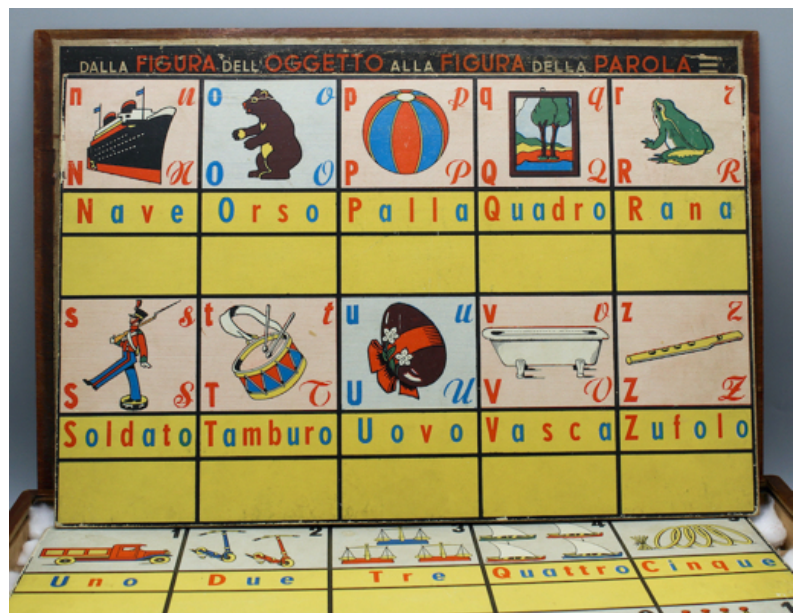 DALLA FIGURA DELL'OGGETTO ALLA FIGURA DELLA PAROLA
n n o o p p q q r r
N N O O P P Q Q R R
Nave Orso Palla Quadro Rana
s s t t u u v v z z
S S T T U U V V Z Z
Soldato Tamburo Uovo Vasca Zufolo
1 2 3 4 5
Uno Due Tre Quattro Cinque